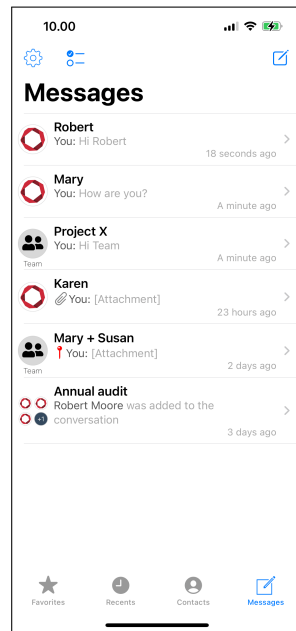 10.00
Messages
Robert
You: Hi Robert
18 seconds ago
Mary
You: How are you?
A minute ago
Project X
You: Hi Team
Team
A minute ago
Karen
You: [Attachment]
23 hours ago
Mary + Susan
You: [Attachment]
Team
2 days ago
Annual audit
Robert Moore was added to the
+1
conversation
3 days ago
Favorites Recents Contacts Messages